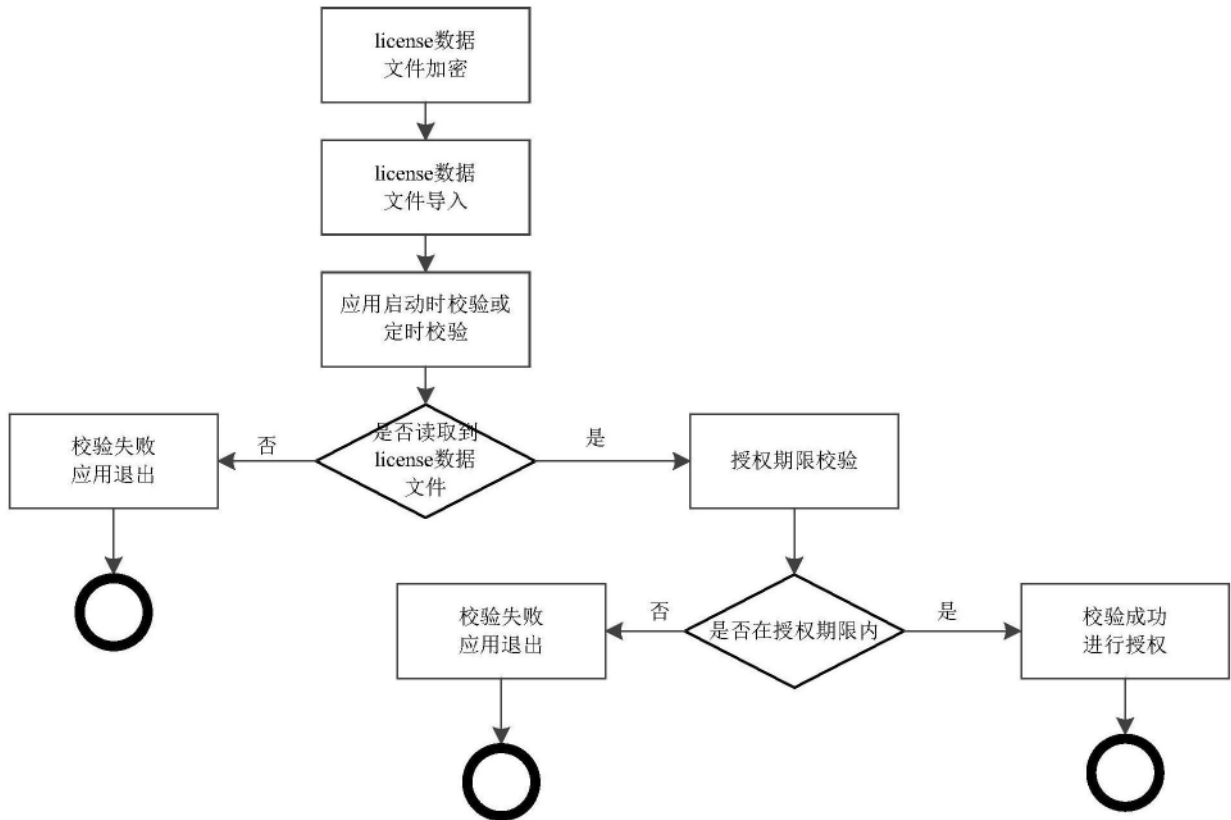 license数据
文件加密
license数据
文件导入
应用启动时校验或
定时校验
是否读取到
license数据
文件
否
是
校验失败
应用退出
授权期限校验
是否在授权期限内
否
是
校验失败
应用退出
校验成功
进行授权